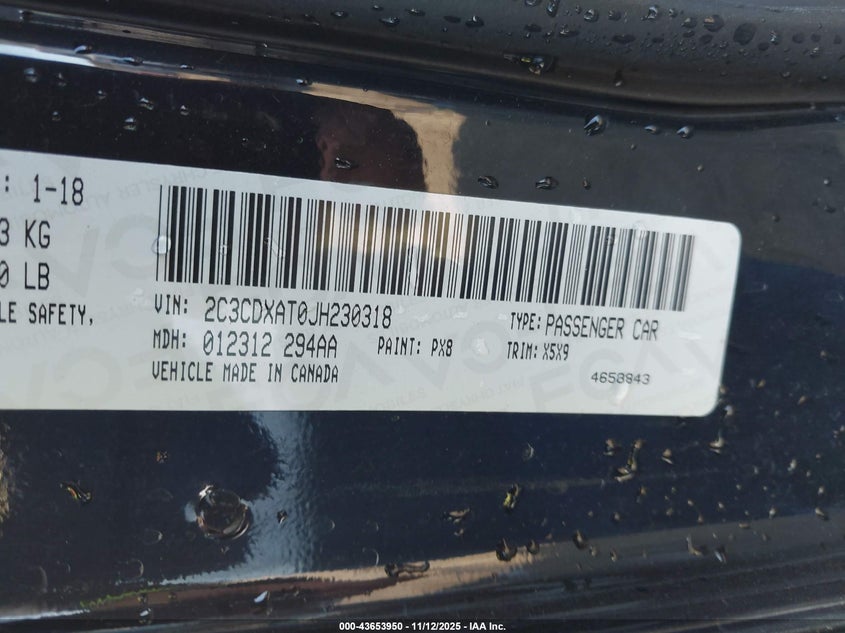 : 1-18
3 KG
0 LB
LE SAFETY,
VIN: 2C3CDXAT0JH230318
TYPE: PASSENGER CAR
MDH: 012312 294AA
PAINT: PX8
TRIM: X5X9
VEHICLE MADE IN CANADA
4658943
000-43653950 - 11/12/2025 - IAA Inc.